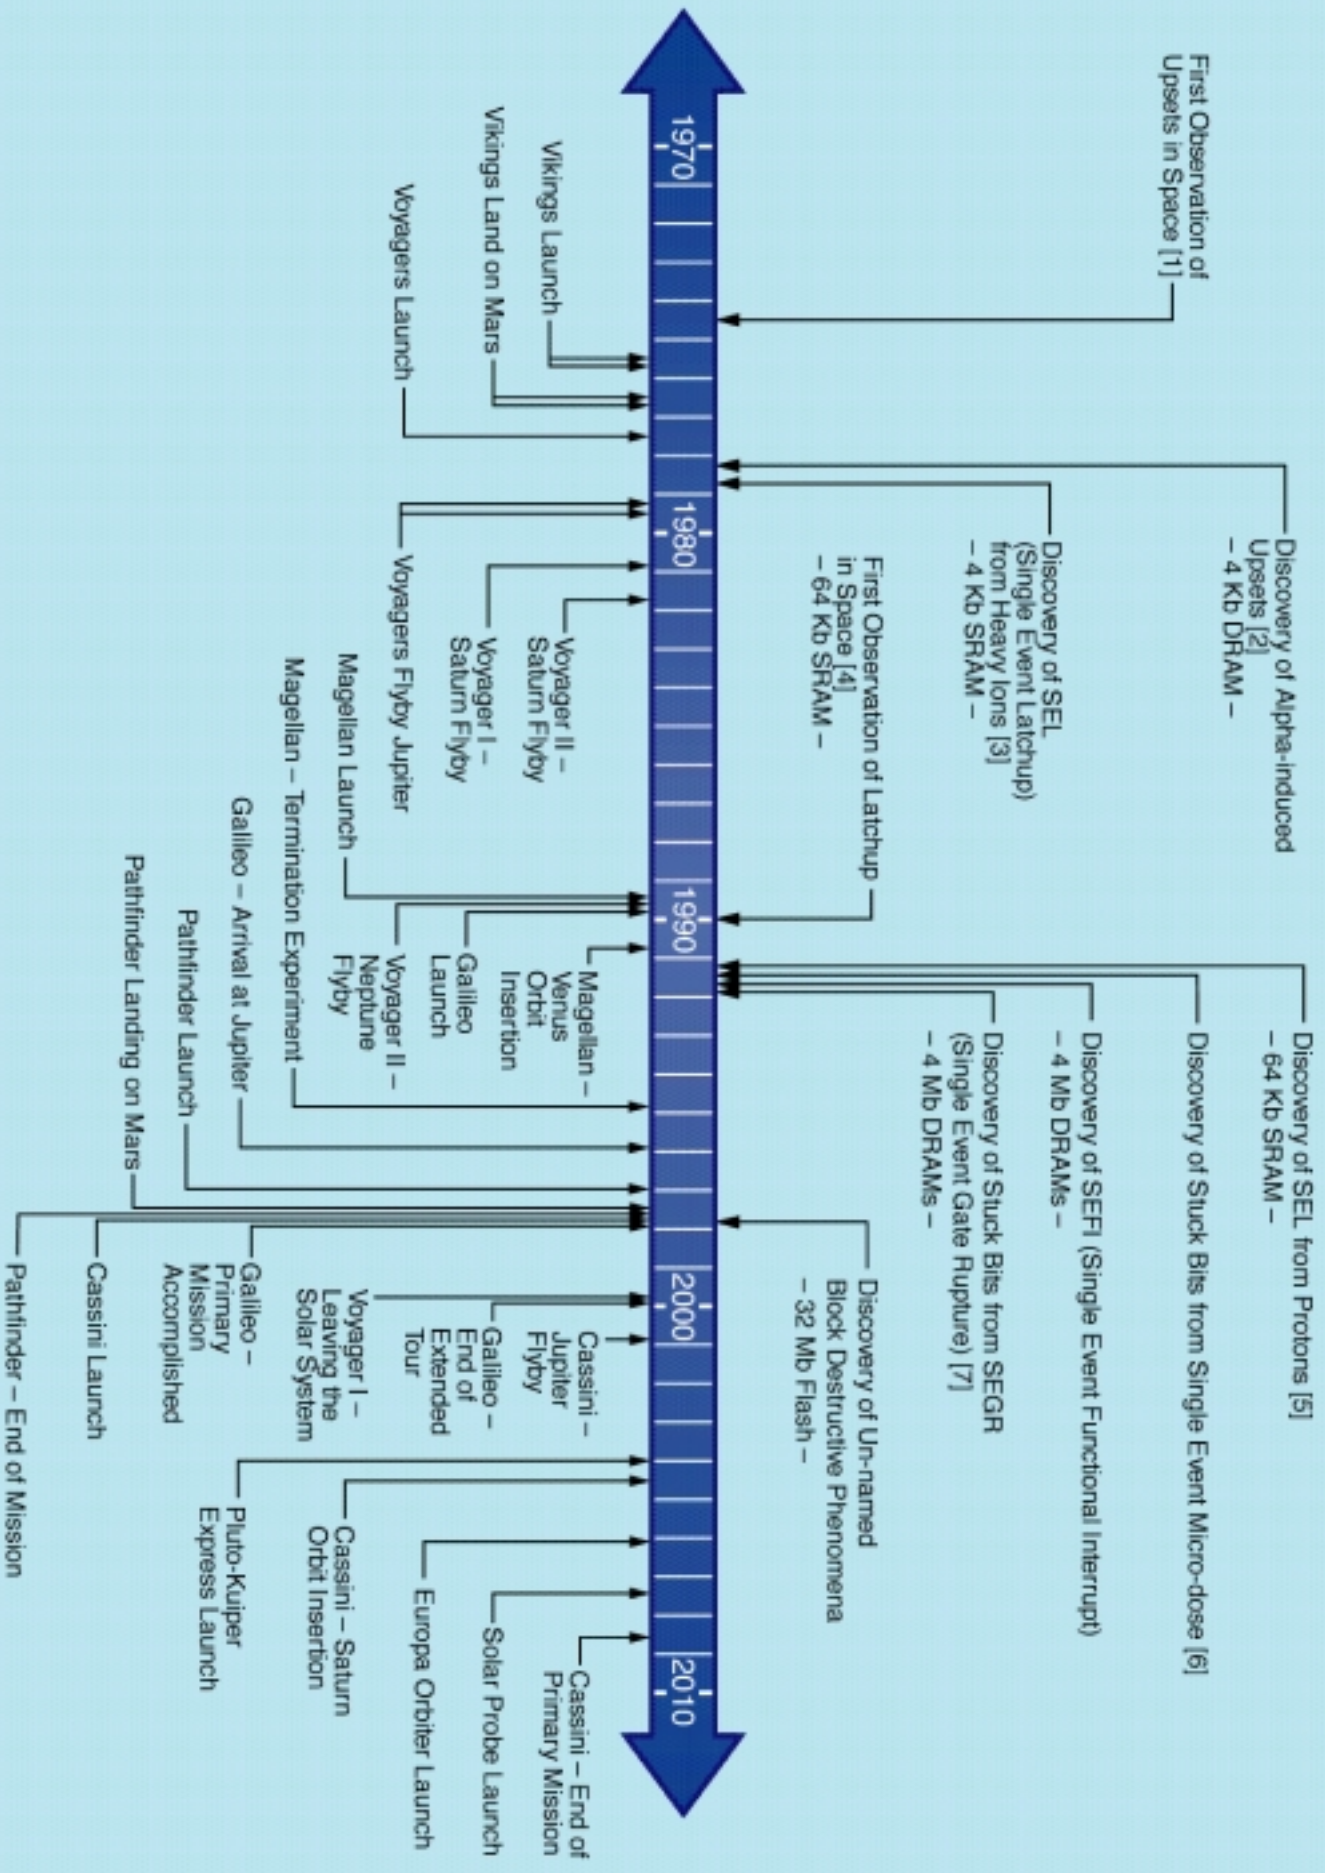 First Observation of
Upsets in Space [1]
Discovery of Alpha-induced
Upsets [2]
– 4 Kb DRAM –
Discovery of SEL
(Single Event Latchup)
from Heavy Ions [3]
– 4 Kb SRAM –
First Observation of Latchup
in Space [4]
– 64 Kb SRAM –
Discovery of SEL from Protons [5]
– 64 Kb SRAM –
Discovery of Stuck Bits from Single Event Micro-dose [6]
Discovery of SEFI (Single Event Functional Interrupt)
– 4 Mb DRAMs –
Discovery of Stuck Bits from SEGR
(Single Event Gate Rupture) [7]
– 4 Mb DRAMs –
Discovery of Un-named
Block Destructive Phenomena
– 32 Mb Flash –
1970
1980
1990
2000
2010
Vikings Launch
Vikings Land on Mars
Voyagers Launch
Voyager II –
Saturn Flyby
Voyager I –
Saturn Flyby
Voyagers Flyby Jupiter
Magellan Launch
Magellan – Termination Experiment
Galileo – Arrival at Jupiter
Pathfinder Launch
Pathfinder Landing on Mars
Magellan –
Venus
Orbit
Insertion
Galileo
Launch
Voyager II –
Neptune
Flyby
Cassini –
Jupiter
Flyby
Galileo –
End of
Extended
Tour
Voyager I –
Leaving the
Solar System
Galileo –
Primary
Mission
Accomplished
Cassini Launch
Pathfinder – End of Mission
Cassini – End of
Primary Mission
Solar Probe Launch
Europa Orbiter Launch
Cassini – Saturn
Orbit Insertion
Pluto-Kuiper
Express Launch